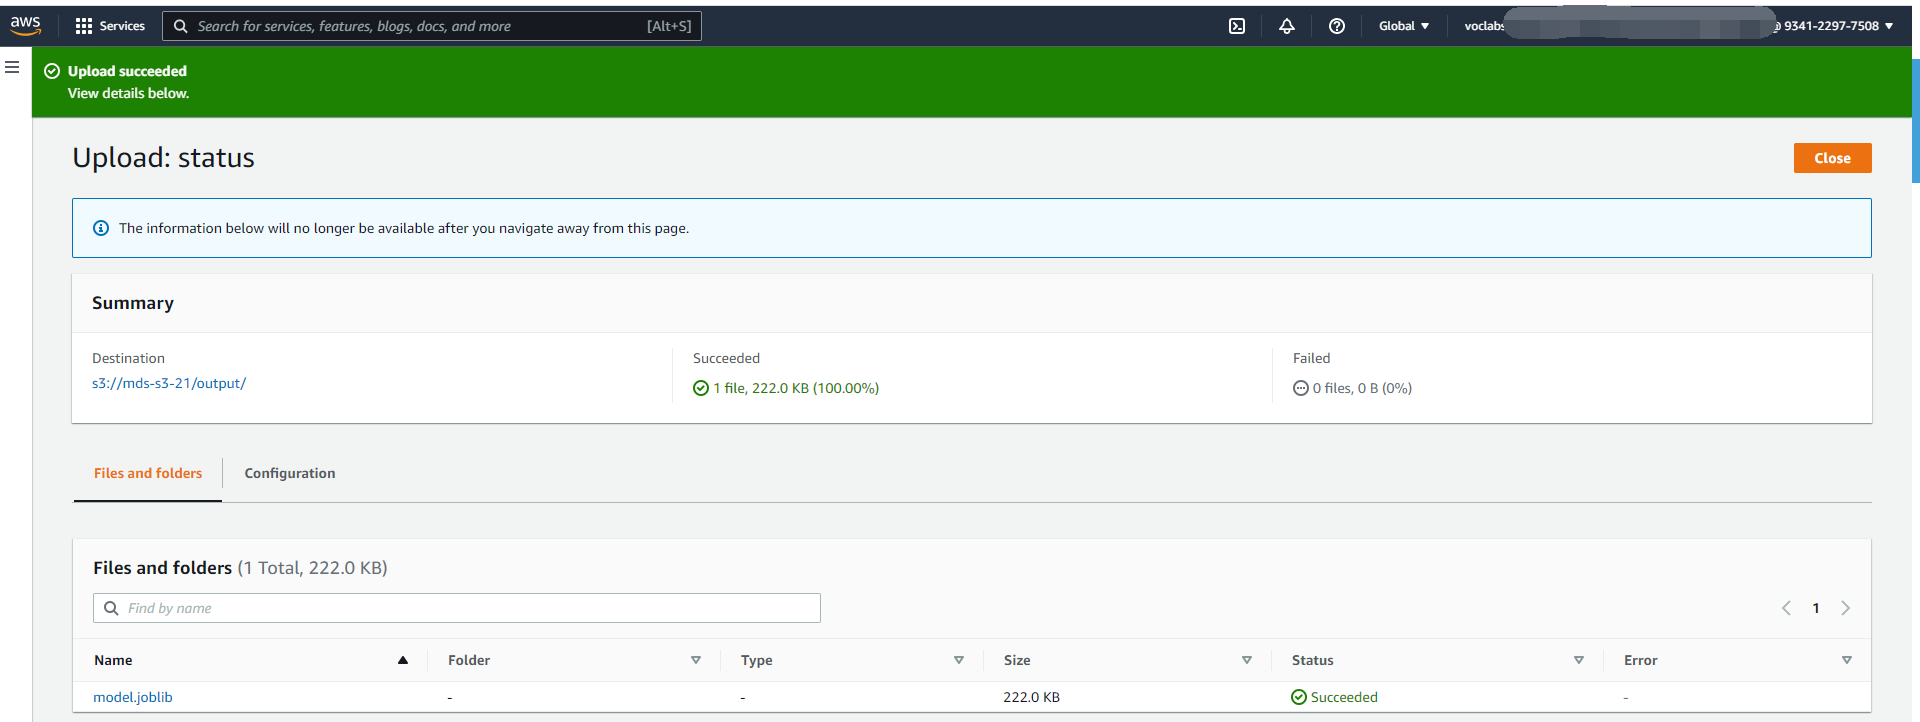 aws Services Search for services, features, blogs, docs, and more [Alt+S] Global voclabs 9341-2297-7508
Upload succeeded
View details below.
Upload: status Close
The information below will no longer be available after you navigate away from this page.
Summary
Destination Succeeded Failed
s3://mds-s3-21/output/ 1 file, 222.0 KB (100.00%) 0 files, 0 B (0%)
Files and folders Configuration
Files and folders (1 Total, 222.0 KB)
Find by name 1
Name Folder Type Size Status Error
model.joblib - - 222.0 KB Succeeded -